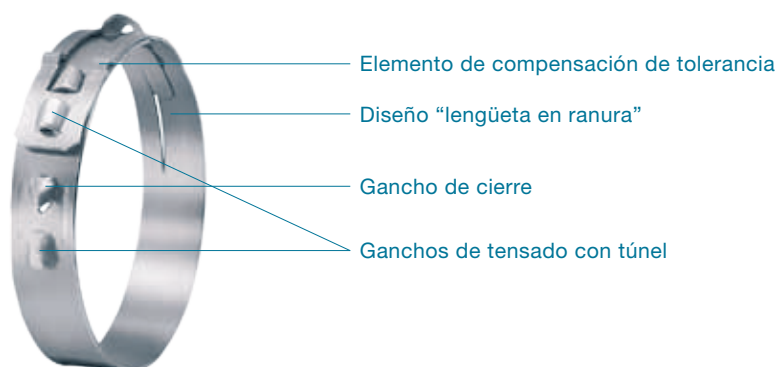 Elemento de compensación de tolerancia
Diseño “lengüeta en ranura”
Gancho de cierre
Ganchos de tensado con túnel